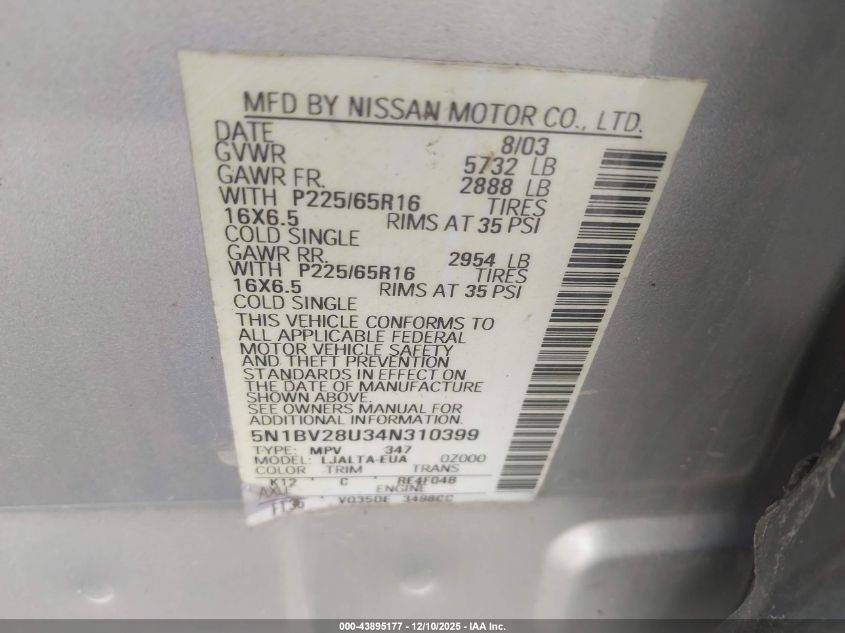 MFD BY NISSAN MOTOR CO., LTD.
DATE 8/03
GVWR 5732 LB
GAWR FR. 2888 LB
WITH P225/65R16 TIRES
16X6.5 RIMS AT 35 PSI
COLD SINGLE
GAWR RR. 2954 LB
WITH P225/65R16 TIRES
16X6.5 RIMS AT 35 PSI
COLD SINGLE
THIS VEHICLE CONFORMS TO
ALL APPLICABLE FEDERAL
MOTOR VEHICLE SAFETY
AND THEFT PREVENTION
STANDARDS IN EFFECT ON
THE DATE OF MANUFACTURE
SHOWN ABOVE.
SEE OWNERS MANUAL FOR
ADDITIONAL INFORMATION.
5N1BV28U34N310399
TYPE: MPV 347
MODEL: LJALTA-EUA 0Z000
COLOR TRIM TRANS
K12 C RE4F04B
AXLE ENGINE
FT36 VQ35DE 3498CC
000-43895177 - 12/10/2025 - IAA Inc.